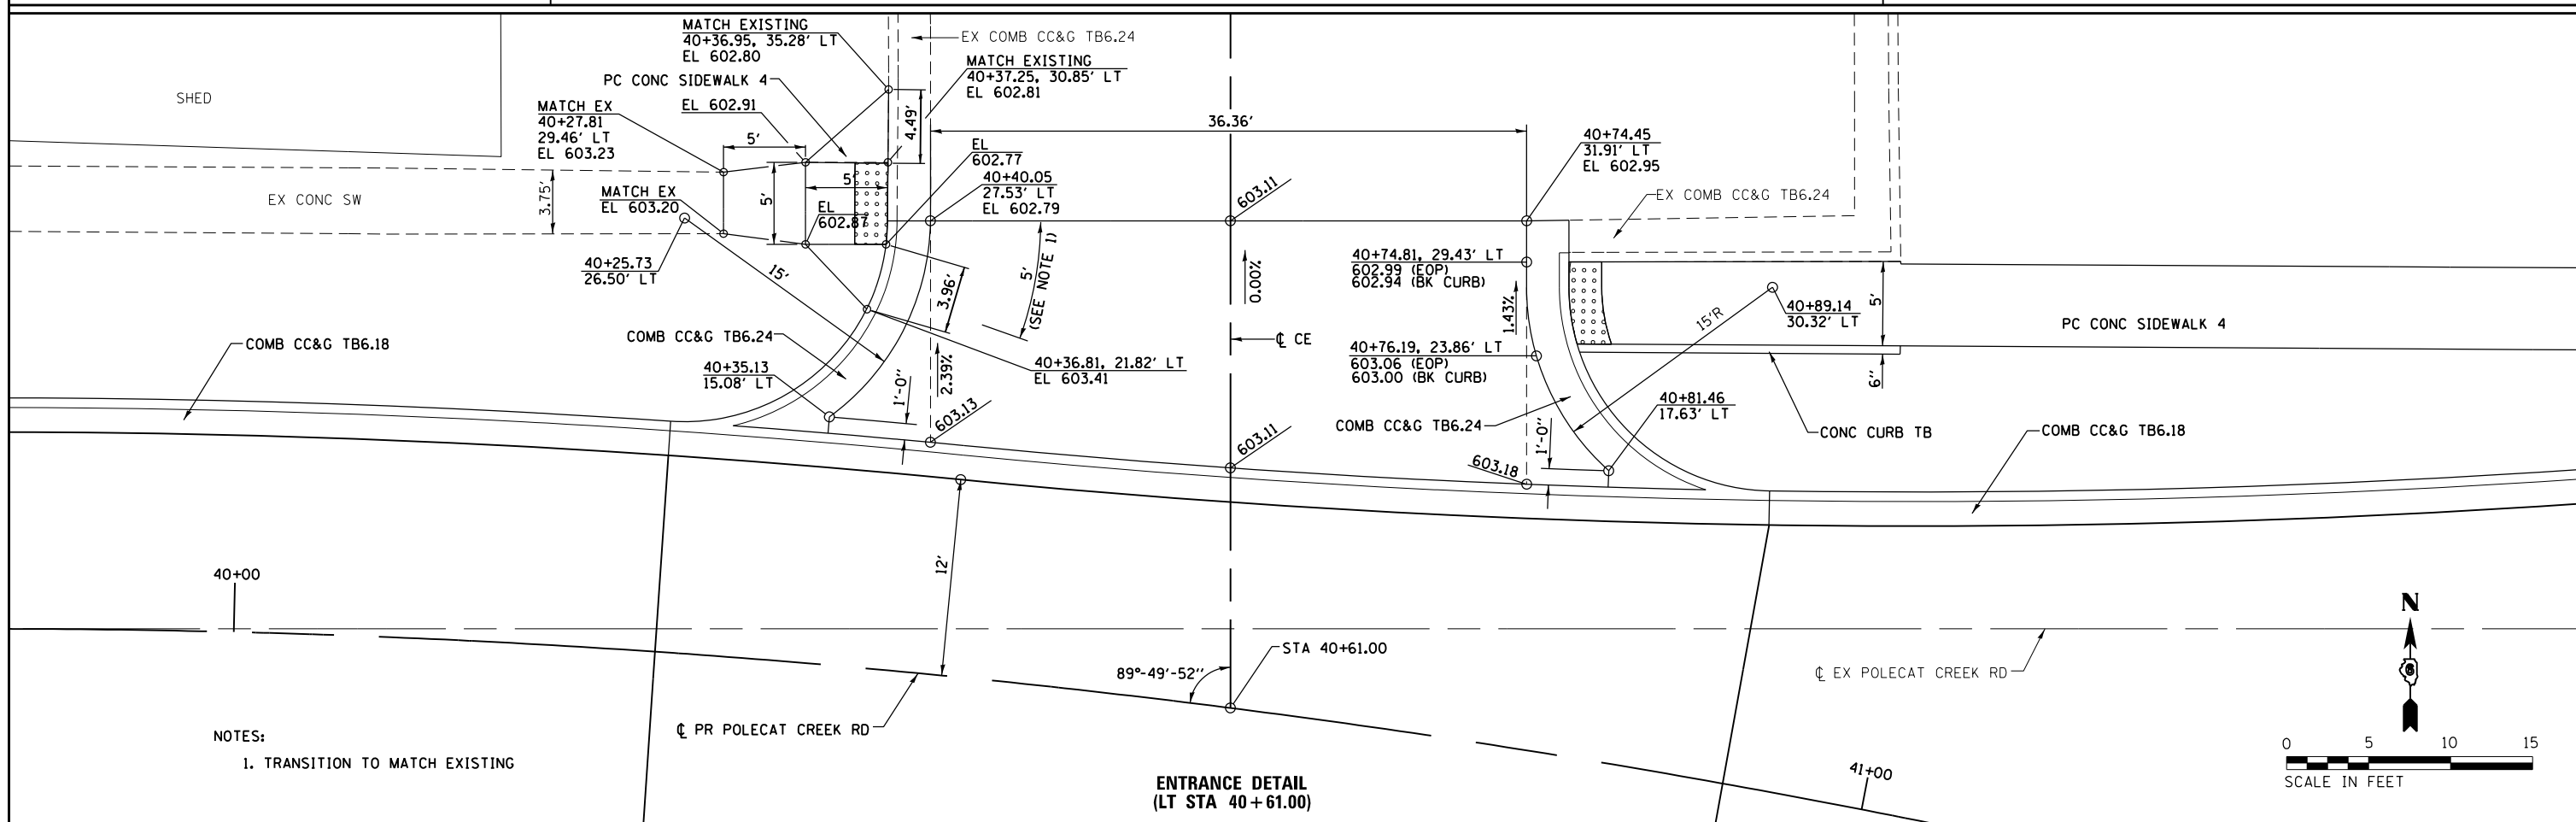 MATCH EXISTING
40+36.95, 35.28' LT
EL 602.80
EX COMB CC&G TB6.24
MATCH EXISTING
40+37.25, 30.85' LT
EL 602.81
PC CONC SIDEWALK 4
SHED
MATCH EX
40+27.81
29.46' LT
EL 603.23
EL 602.91
5'
4.49'
36.36'
40+74.45
31.91' LT
EL 602.95
EL
602.77
40+40.05
27.53' LT
EL 602.79
603.11
EX CONC SW
3.75'
MATCH EX
EL 603.20
5'
5'
EL
602.87
EX COMB CC&G TB6.24
40+25.73
26.50' LT
15'
3.96'
5'
(SEE NOTE 1)
0.00%
40+74.81, 29.43' LT
602.99 (EOP)
602.94 (BK CURB)
1.43%
15'R
40+89.14
30.32' LT
5'
PC CONC SIDEWALK 4
COMB CC&G TB6.18
COMB CC&G TB6.24
℄ CE
40+76.19, 23.86' LT
603.06 (EOP)
603.00 (BK CURB)
40+35.13
15.08' LT
1'-0"
2.39%
40+36.81, 21.82' LT
EL 603.41
6"
603.13
603.11
COMB CC&G TB6.24
1'-0"
40+81.46
17.63' LT
CONC CURB TB
COMB CC&G TB6.18
603.18
12'
40+00
89°-49'-52"
STA 40+61.00
℄ EX POLECAT CREEK RD
N
℄ PR POLECAT CREEK RD
NOTES:
1. TRANSITION TO MATCH EXISTING
41+00
0 5 10 15
SCALE IN FEET
ENTRANCE DETAIL
(LT STA 40+61.00)